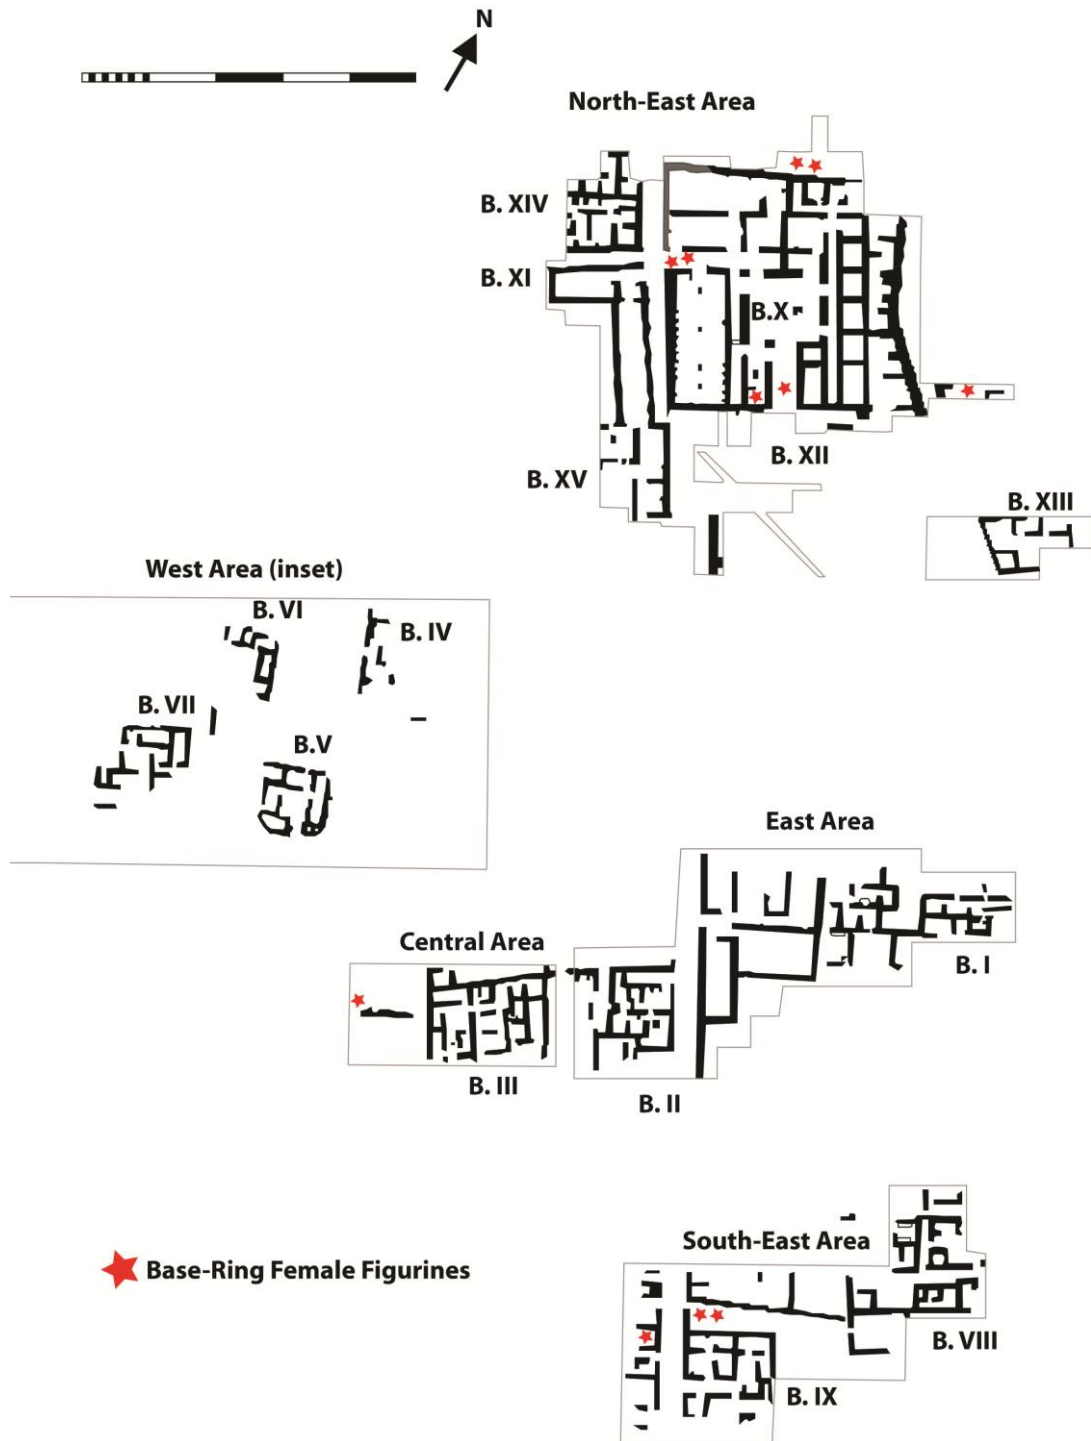 N
North-East Area
B. XIV
B. XI
B.X
B. XV
B. XII
B. XIII
West Area (inset)
B. VI
B. IV
B. VII
B.V
East Area
Central Area
B. I
B. III
B. II
South-East Area
Base-Ring Female Figurines
B. VIII
B. IX